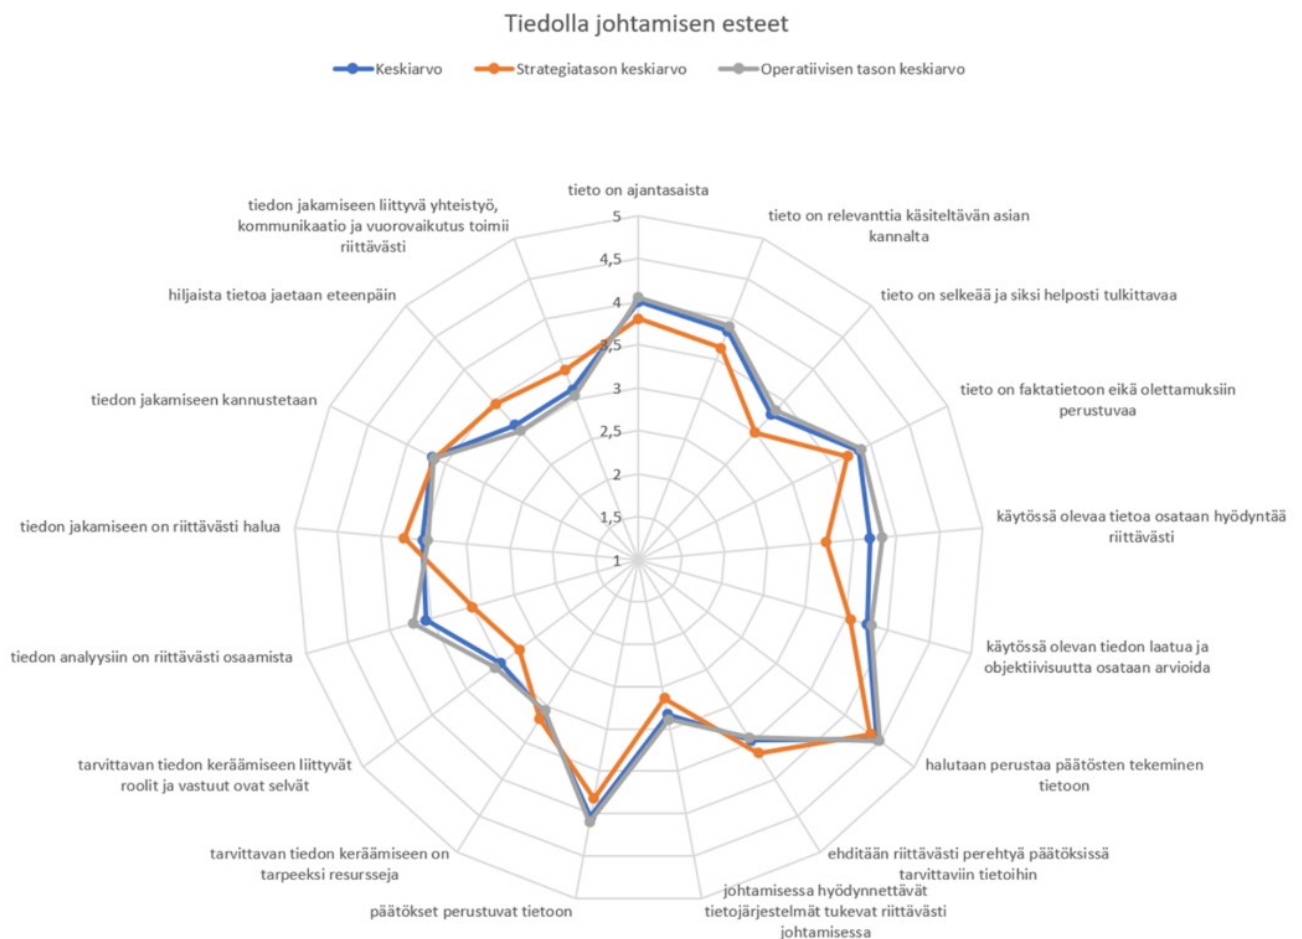 Tiedolla johtamisen esteet
Keskiarvo
Strategiatason keskiarvo
Operatiivisen tason keskiarvo
tieto on ajantasaista
tieto on relevanttia käsiteltävän asian
kannalta
tieto on selkeää ja siksi helposti tulkittavaa
tieto on faktatietoon eikä olettamuksiin
perustuvaa
käytössä olevaa tietoa osataan hyödyntää
riittävästi
käytössä olevan tiedon laatua ja
objektiivisuutta osataan arvioida
halutaan perustaa päätösten tekeminen
tietoon
ehditään riittävästi perehtyä päätöksissä
tarvittaviin tietoihin
johtamisessa hyödynnettävät
tietojärjestelmät tukevat riittävästi
johtamisessa
päätökset perustuvat tietoon
tarvittavan tiedon keräämiseen on
tarpeeksi resursseja
tarvittavan tiedon keräämiseen liittyvät
roolit ja vastuut ovat selvät
tiedon analyysiin on riittävästi osaamista
tiedon jakamiseen on riittävästi halua
tiedon jakamiseen kannustetaan
hiljaista tietoa jaetaan eteenpäin
tiedon jakamiseen liittyvä yhteistyö,
kommunikaatio ja vuorovaikutus toimii
riittävästi
5
4,5
4
3,5
3
2,5
2
1,5
1